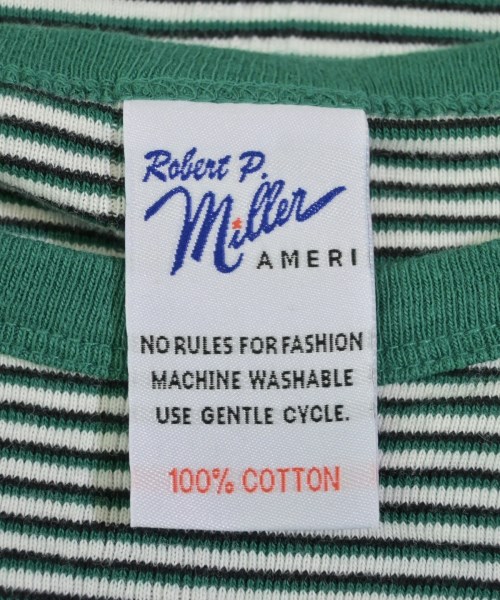 Robert P.
Miller
AMERI
NO RULES FOR FASHION
MACHINE WASHABLE
USE GENTLE CYCLE.
100% COTTON